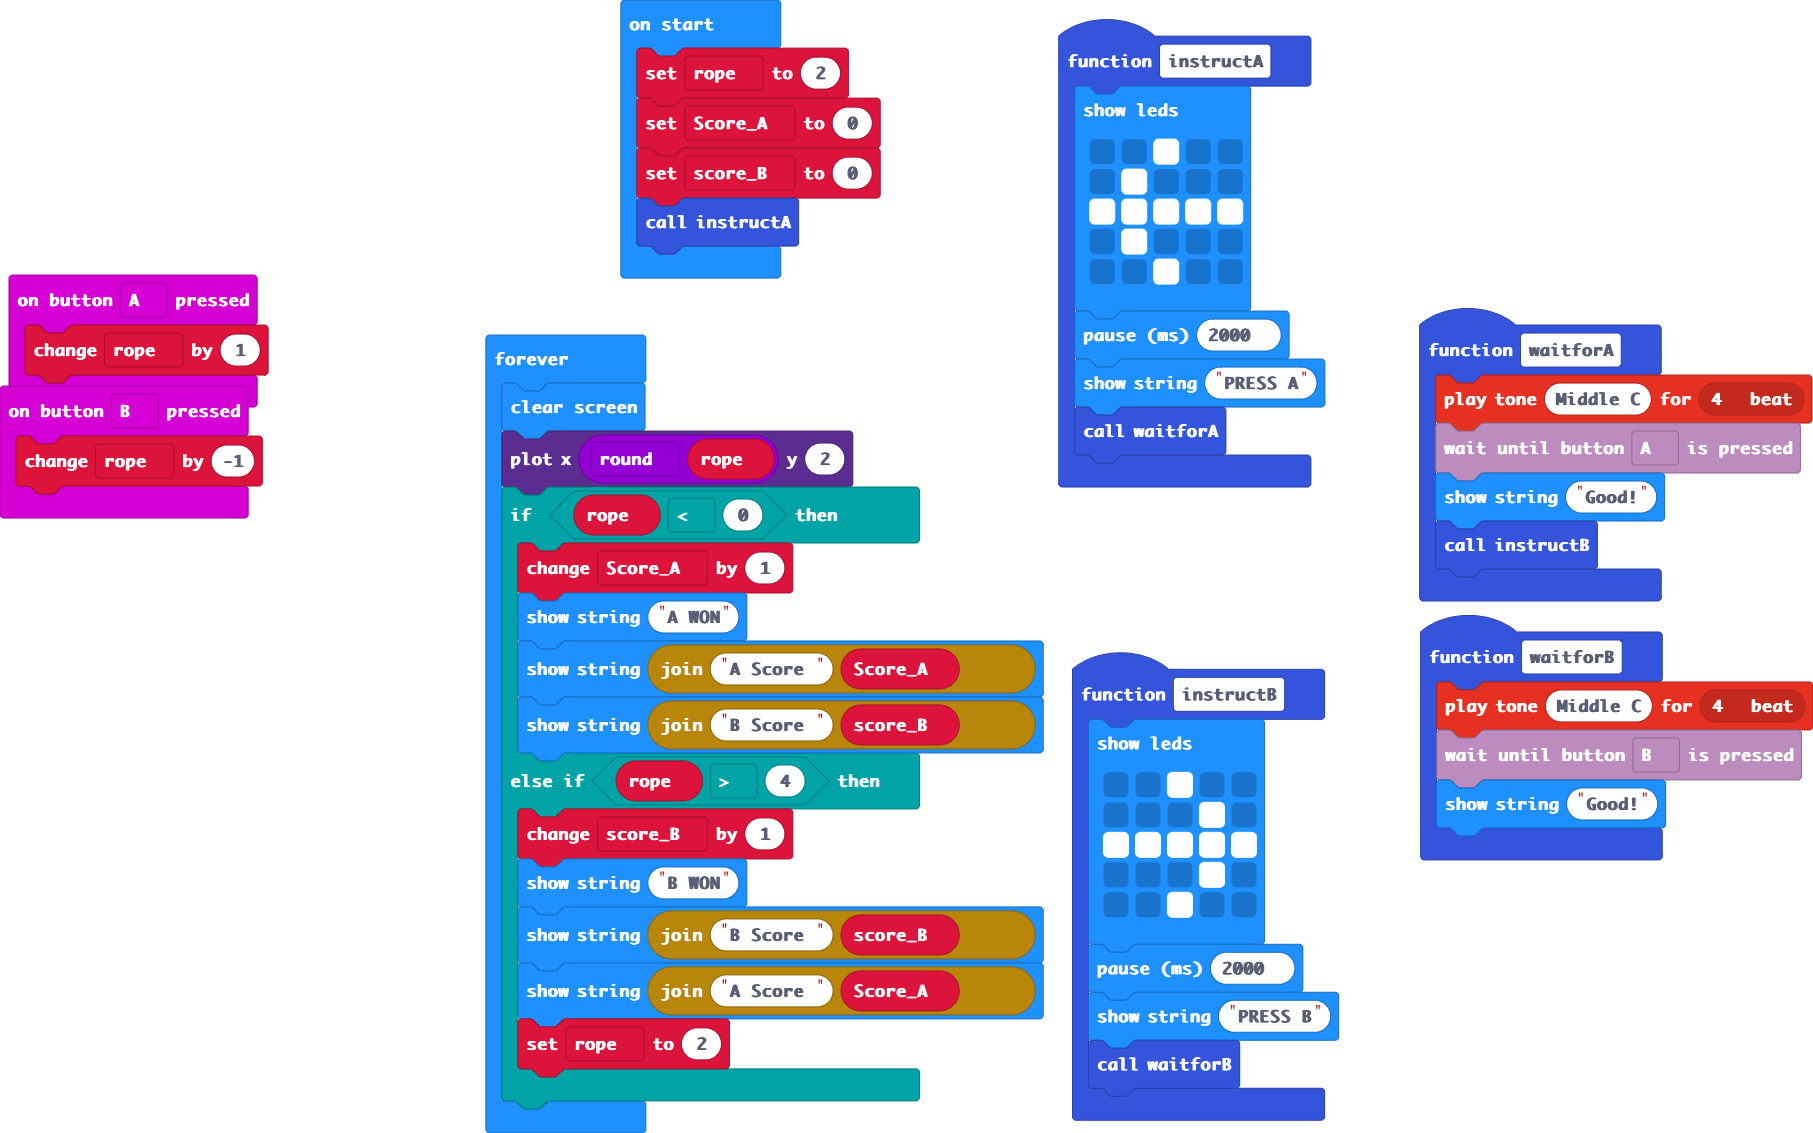 on start
set rope to 2
set Score_A to 0
set score_B to 0
call instructA
on button A pressed
change rope by 1
on button B pressed
change rope by -1
forever
clear screen
plot x round rope y 2
if rope < 0 then
change Score_A by 1
show string "A WON"
show string join "A Score " Score_A
show string join "B Score " score_B
else if rope > 4 then
change score_B by 1
show string "B WON"
show string join "B Score " score_B
show string join "A Score " Score_A
set rope to 2
function instructA
show leds
pause (ms) 2000
show string "PRESS A"
call waitforA
function instructB
show leds
pause (ms) 2000
show string "PRESS B"
call waitforB
function waitforA
play tone Middle C for 4 beat
wait until button A is pressed
show string "Good!"
call instructB
function waitforB
play tone Middle C for 4 beat
wait until button B is pressed
show string "Good!"